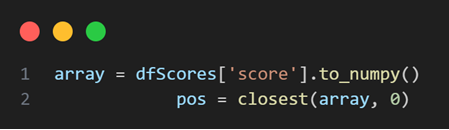 1 array = dfScores['score'].to_numpy()
2             pos = closest(array, 0)